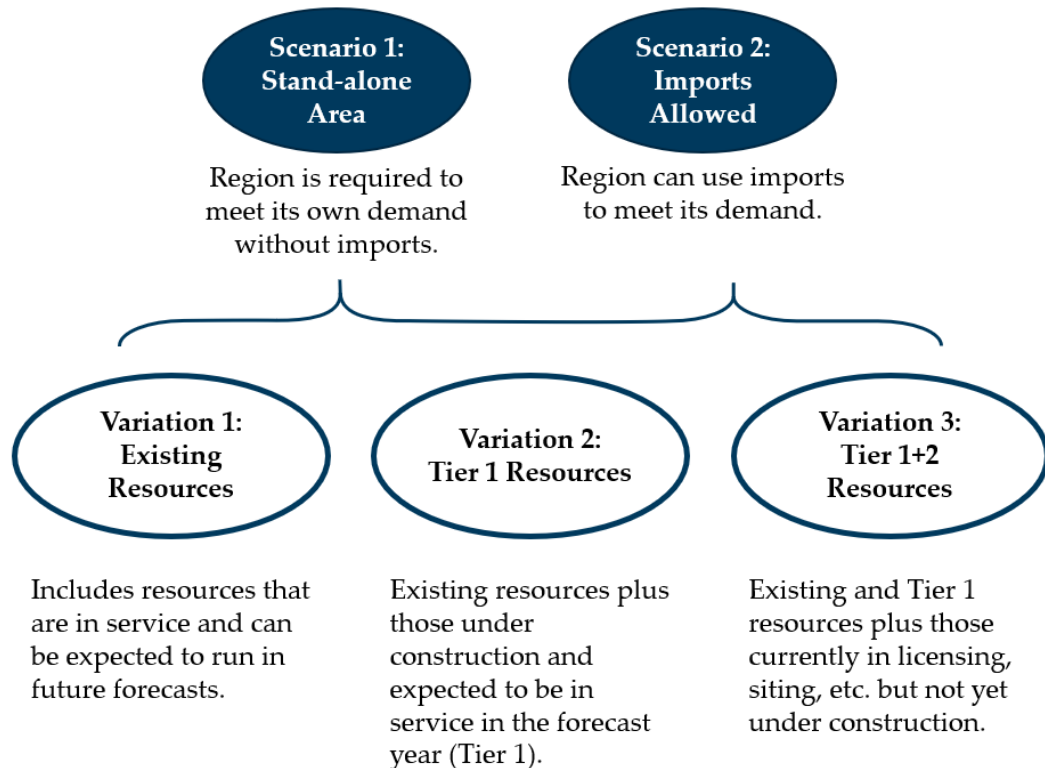 Scenario 1:
Stand-alone
Area
Scenario 2:
Imports
Allowed
Region is required to
meet its own demand
without imports.
Region can use imports
to meet its demand.
Variation 1:
Existing
Resources
Variation 2:
Tier 1 Resources
Variation 3:
Tier 1+2
Resources
Includes resources that
are in service and can
be expected to run in
future forecasts.
Existing resources plus
those under
construction and
expected to be in
service in the forecast
year (Tier 1).
Existing and Tier 1
resources plus those
currently in licensing,
siting, etc. but not yet
under construction.